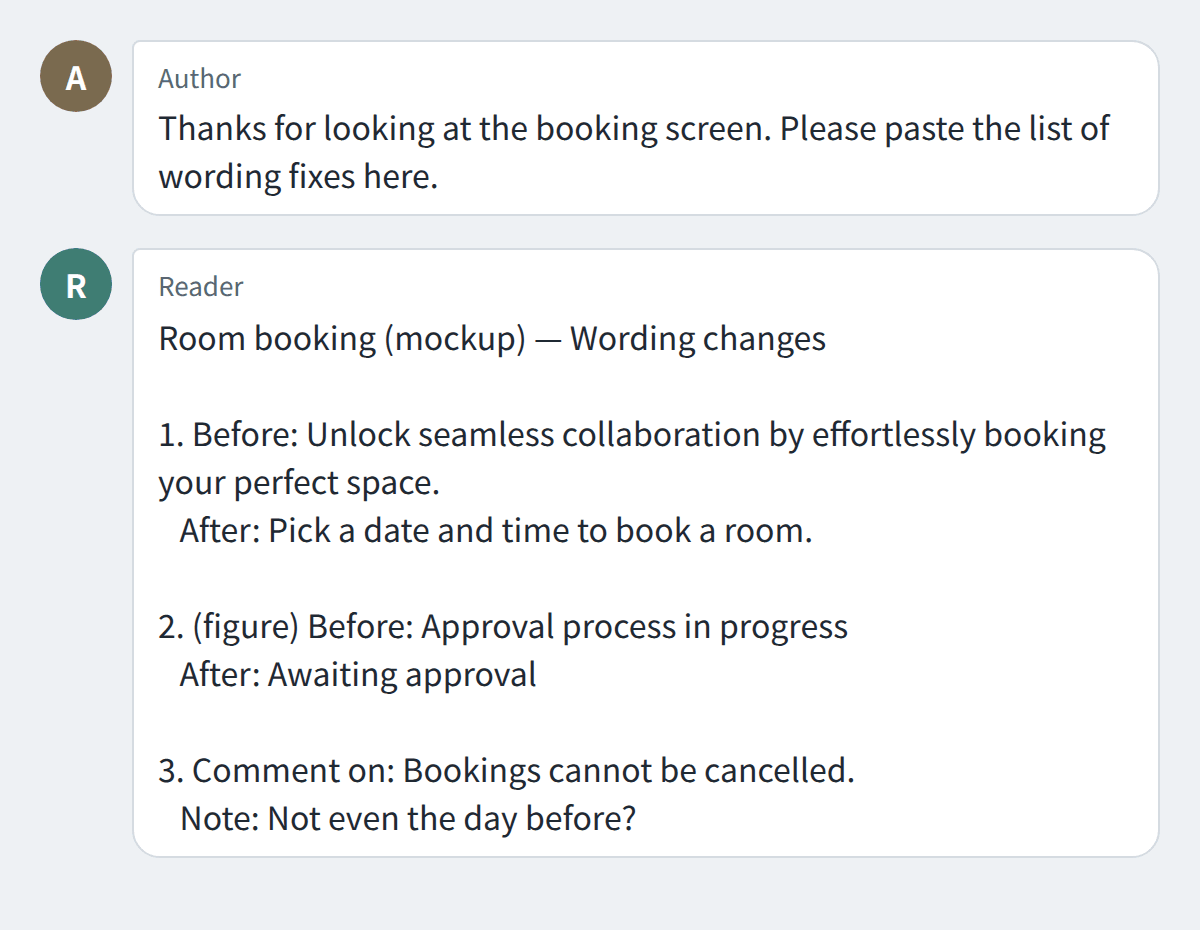 A
Author
Thanks for looking at the booking screen. Please paste the list of
wording fixes here.
R
Reader
Room booking (mockup) — Wording changes
1. Before: Unlock seamless collaboration by effortlessly booking
your perfect space.
After: Pick a date and time to book a room.
2. (figure) Before: Approval process in progress
After: Awaiting approval
3. Comment on: Bookings cannot be cancelled.
Note: Not even the day before?